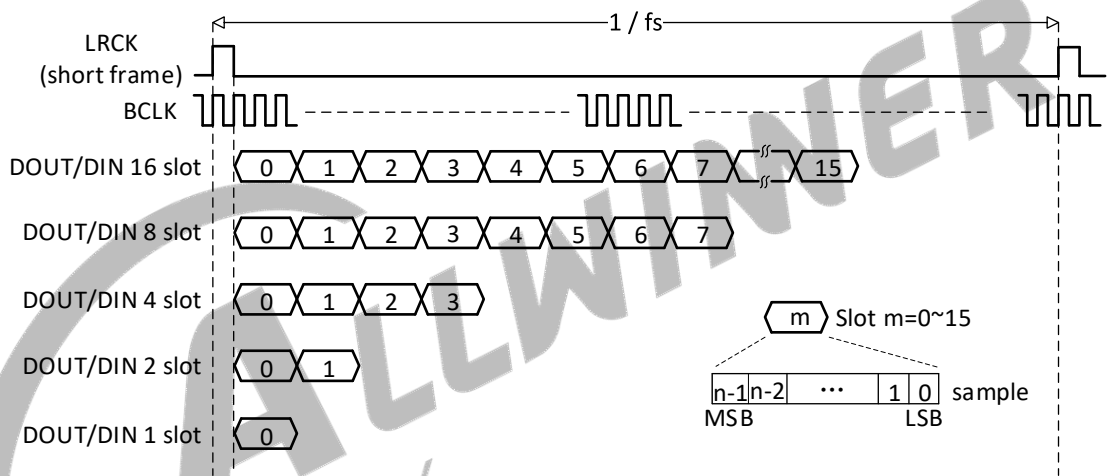 1 / fs
LRCK
(short frame)
BCLK
DOUT/DIN 16 slot 0 1 2 3 4 5 6 7 15
DOUT/DIN 8 slot 0 1 2 3 4 5 6 7
DOUT/DIN 4 slot 0 1 2 3
m Slot m=0~15
DOUT/DIN 2 slot 0 1
n-1 n-2 ··· 1 0 sample
MSB LSB
DOUT/DIN 1 slot 0
ALLWINNER